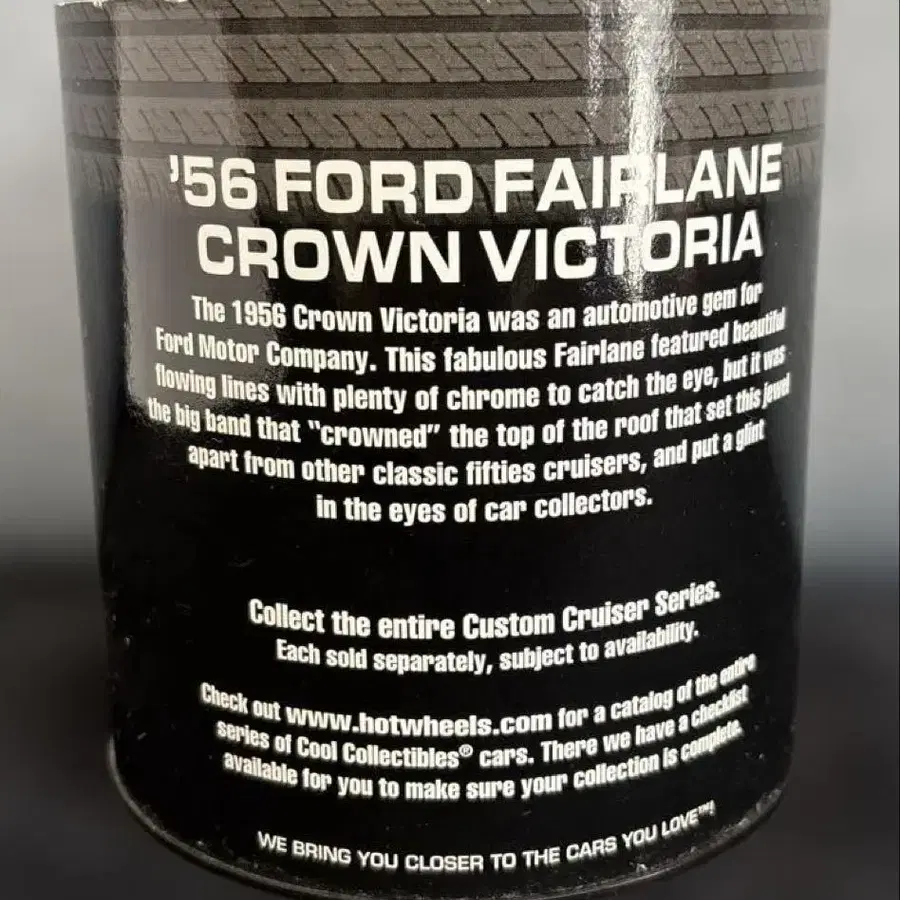 '56 FORD FAIRLANE
CROWN VICTORIA
The 1956 Crown Victoria was an automotive gem for
Ford Motor Company. This fabulous Fairlane featured beautiful
flowing lines with plenty of chrome to catch the eye, but it was
the big band that "crowned" the top of the roof that set this jewel
apart from other classic fifties cruisers, and put a glint
in the eyes of car collectors.
Collect the entire Custom Cruiser Series.
Each sold separately, subject to availability.
Check out www.hotwheels.com for a catalog of the entire
series of Cool Collectibles® cars. There we have a checklist
available for you to make sure your collection is complete.
WE BRING YOU CLOSER TO THE CARS YOU LOVE™!